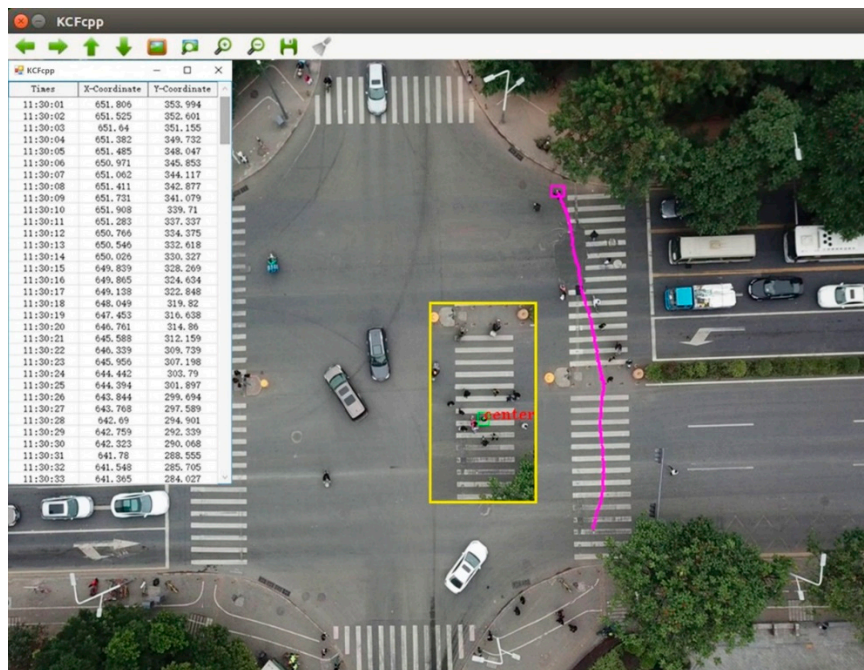 KCFcpp
KCFcpp
Times X-Coordinate Y-Coordinate
11:30:01 651.806 353.994
11:30:02 651.525 352.601
11:30:03 651.64 351.155
11:30:04 651.382 349.732
11:30:05 651.485 348.047
11:30:06 650.971 345.853
11:30:07 651.062 344.117
11:30:08 651.411 342.877
11:30:09 651.731 341.079
11:30:10 651.908 339.71
11:30:11 651.283 337.337
11:30:12 650.766 334.375
11:30:13 650.546 332.618
11:30:14 650.026 330.327
11:30:15 649.839 328.269
11:30:16 649.865 324.634
11:30:17 649.138 322.848
11:30:18 648.049 319.82
11:30:19 647.453 316.638
11:30:20 646.761 314.86
11:30:21 645.588 312.159
11:30:22 646.339 309.739
11:30:23 645.956 307.198
11:30:24 644.442 303.79
11:30:25 644.394 301.897
11:30:26 643.844 299.694
11:30:27 643.768 297.589
11:30:28 642.69 294.901
11:30:29 642.759 292.339
11:30:30 642.323 290.068
11:30:31 641.78 288.555
11:30:32 641.548 285.705
11:30:33 641.365 284.027
center